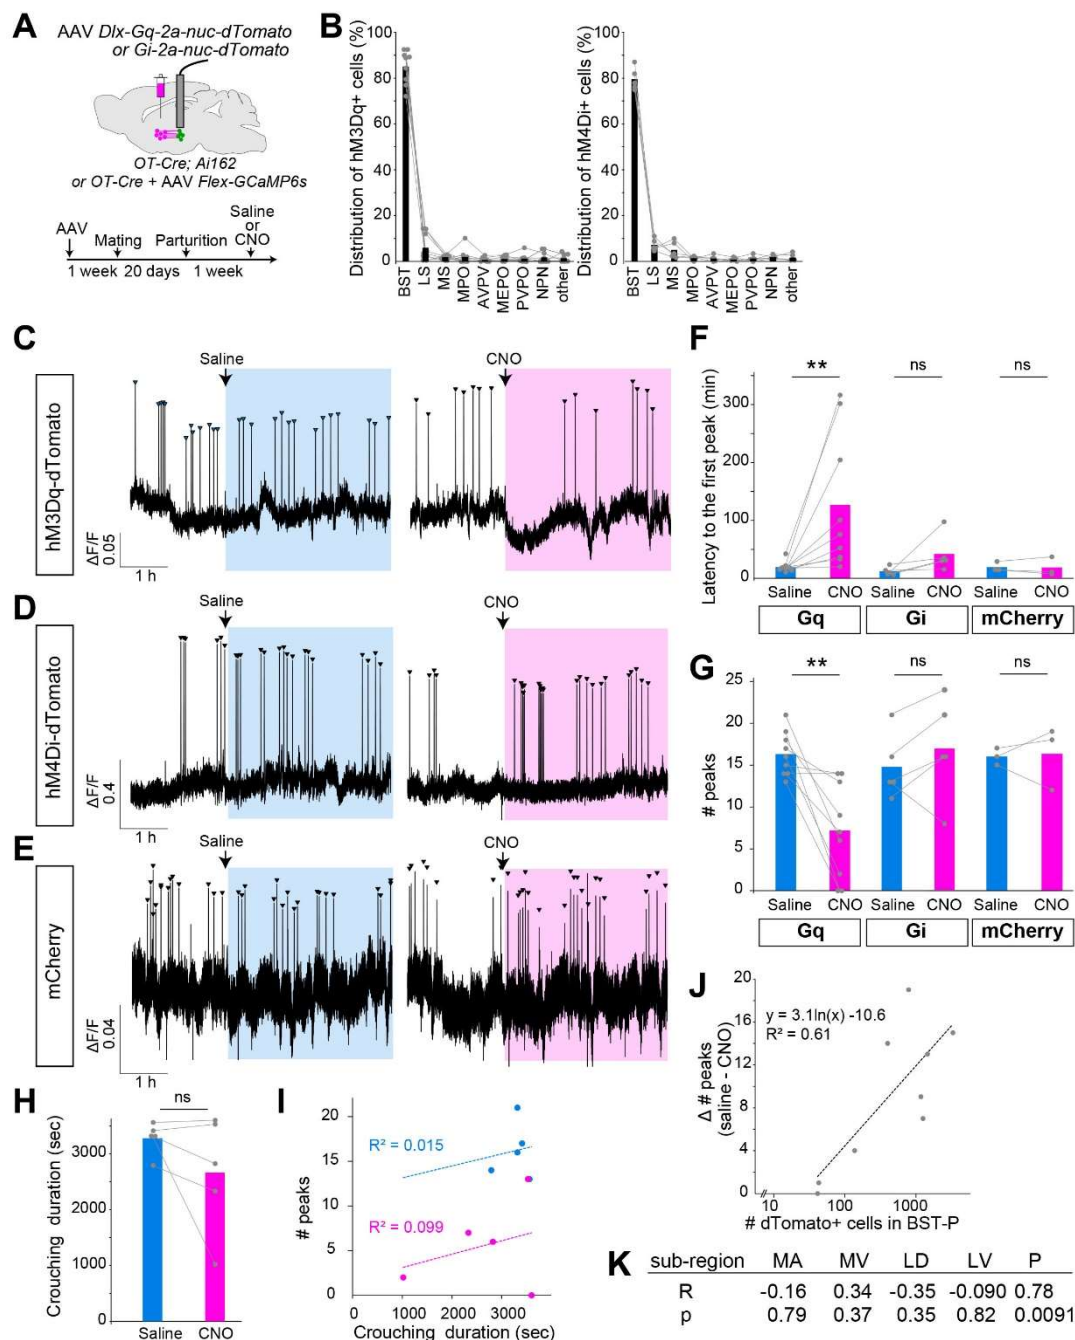 A
AAV Dlx-Gq-2a-nuc-dTomato
or Gi-2a-nuc-dTomato
OT-Cre; Ai162
or OT-Cre + AAV Flex-GCaMP6s
Saline
or
CNO
AAV Mating Parturition
1 week 20 days 1 week
B
Distribution of hM3Dq+ cells (%)
100
80
60
40
20
0
BST LS MS MPO AVPV MEPO PVPO NPN other
Distribution of hM4Di+ cells (%)
100
80
60
40
20
0
BST LS MS MPO AVPV MEPO PVPO NPN other
C
hM3Dq-dTomato
Saline
CNO
ΔF/F
0.05
1 h
D
hM4Di-dTomato
Saline
CNO
ΔF/F
0.4
1 h
E
mCherry
Saline
CNO
ΔF/F
0.04
1 h
F
Latency to the first peak (min)
** ns ns
300
200
100
0
Saline CNO Saline CNO Saline CNO
Gq Gi mCherry
G
# peaks
** ns ns
25
20
15
10
5
0
Saline CNO Saline CNO Saline CNO
Gq Gi mCherry
H
Crouching duration (sec)
ns
3000
2000
1000
0
Saline CNO
I
# peaks
20
15
10
5
0
R² = 0.015
R² = 0.099
0 1000 2000 3000
Crouching duration (sec)
J
Δ # peaks
(saline - CNO)
20
16
12
8
4
0
y = 3.1ln(x) -10.6
R² = 0.61
10 100 1000
# dTomato+ cells in BST-P
K
sub-region MA MV LD LV P
R -0.16 0.34 -0.35 -0.090 0.78
p 0.79 0.37 0.35 0.82 0.0091